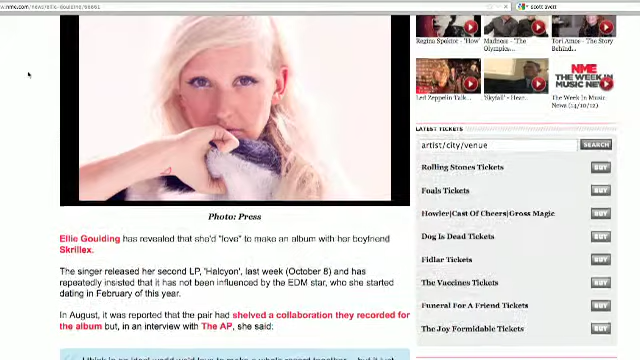 Regina Spektor - 'How'
Madness - 'The Olympics...
Tori Amos - The Story Behind...
Led Zeppelin Talk...
'Skyfall' - Hear...
NME
THE WEEK IN
MUSIC NEWS
The Week In Music News (14/10/12)
Photo: Press
Ellie Goulding has revealed that she'd "love" to make an album with her boyfriend
Skrillex.
The singer released her second LP, 'Halcyon', last week (October 8) and has
repeatedly insisted that it has not been influenced by the EDM star, who she started
dating in February of this year.
In August, it was reported that the pair had shelved a collaboration they recorded for
the album but, in an interview with The AP, she said:
LATEST TICKETS
artist/city/venue
SEARCH
Rolling Stones Tickets
BUY
Foals Tickets
BUY
Howler|Cast Of Cheers|Gross Magic
BUY
Dog Is Dead Tickets
BUY
Fidlar Tickets
BUY
The Vaccines Tickets
BUY
Funeral For A Friend Tickets
BUY
The Joy Formidable Tickets
BUY